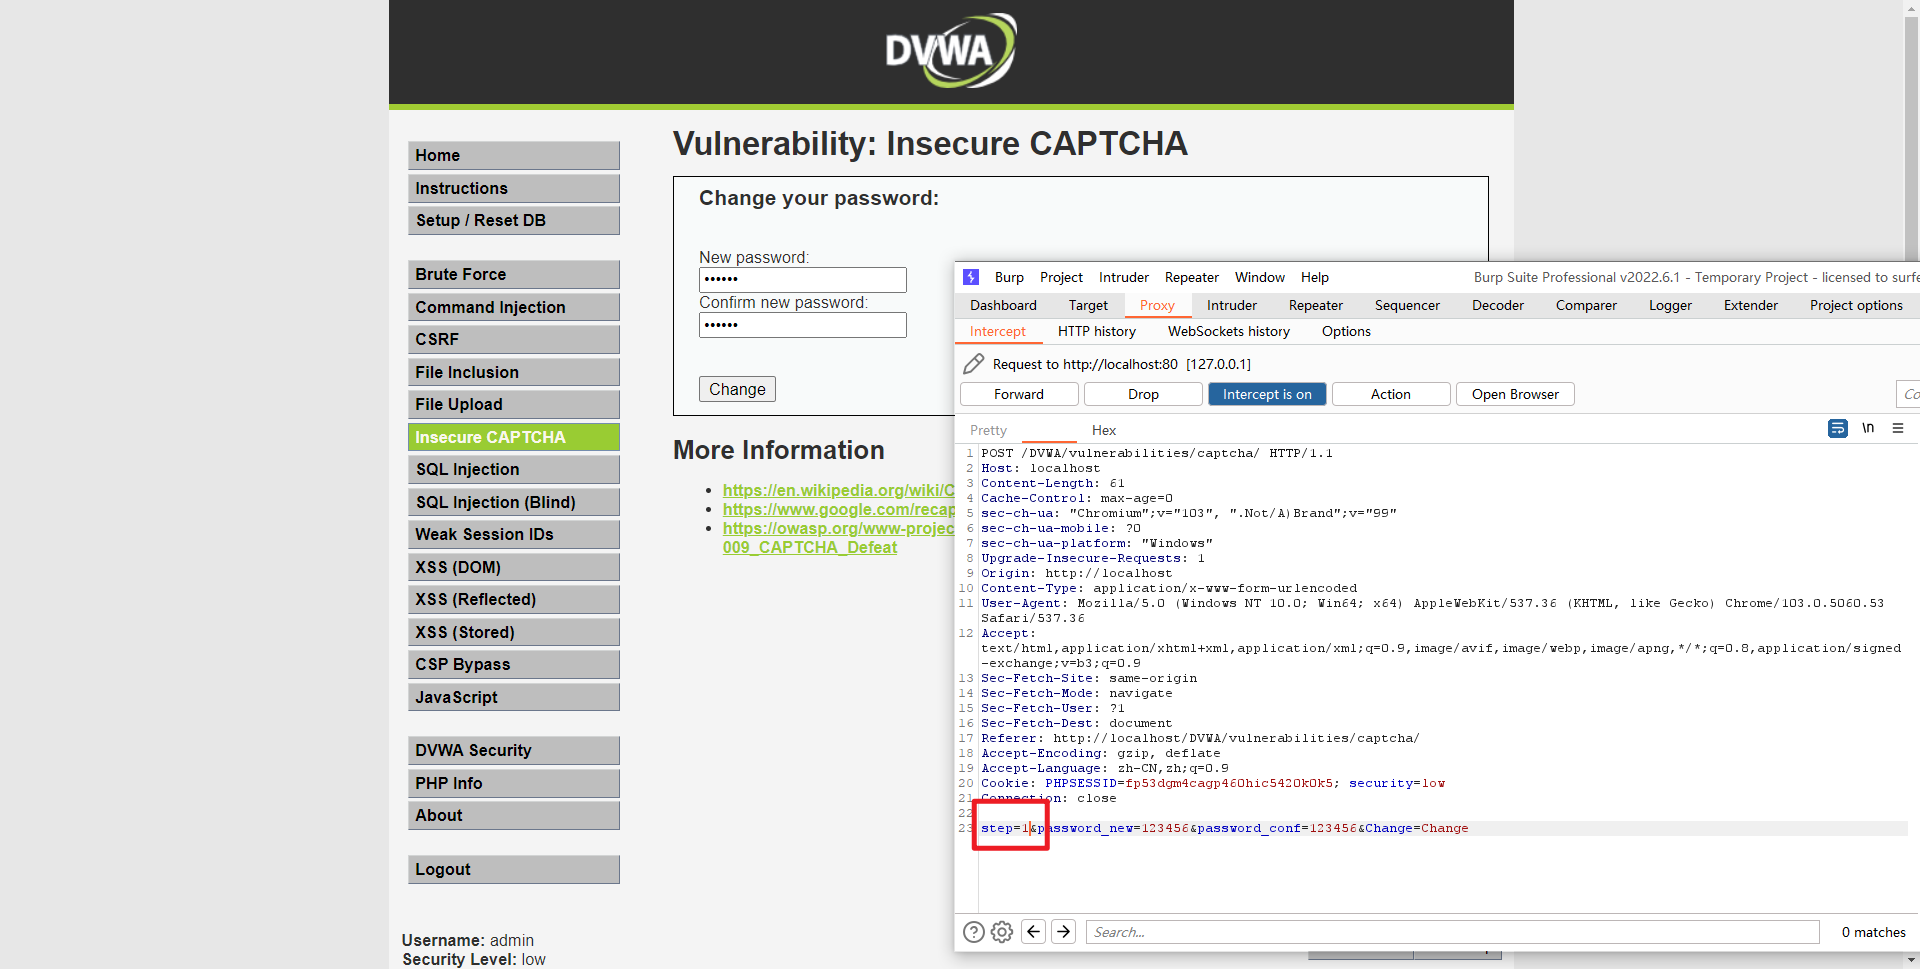 DVWA
Vulnerability: Insecure CAPTCHA
Home
Instructions
Setup / Reset DB
Brute Force
Command Injection
CSRF
File Inclusion
File Upload
Insecure CAPTCHA
SQL Injection
SQL Injection (Blind)
Weak Session IDs
XSS (DOM)
XSS (Reflected)
XSS (Stored)
CSP Bypass
JavaScript
DVWA Security
PHP Info
About
Logout
Username: admin
Security Level: low
Change your password:
New password:
••••••
Confirm new password:
••••••
Change
More Information
https://en.wikipedia.org/wiki/C
https://www.google.com/recap
https://owasp.org/www-projec
009_CAPTCHA_Defeat
Burp Project Intruder Repeater Window Help Burp Suite Professional v2022.6.1 - Temporary Project - licensed to surfe
Dashboard Target Proxy Intruder Repeater Sequencer Decoder Comparer Logger Extender Project options
Intercept HTTP history WebSockets history Options
Request to http://localhost:80 [127.0.0.1]
Forward Drop Intercept is on Action Open Browser Co
Pretty Hex \n
1 POST /DVWA/vulnerabilities/captcha/ HTTP/1.1
2 Host: localhost
3 Content-Length: 61
4 Cache-Control: max-age=0
5 sec-ch-ua: "Chromium";v="103", ".Not/A)Brand";v="99"
6 sec-ch-ua-mobile: ?0
7 sec-ch-ua-platform: "Windows"
8 Upgrade-Insecure-Requests: 1
9 Origin: http://localhost
10 Content-Type: application/x-www-form-urlencoded
11 User-Agent: Mozilla/5.0 (Windows NT 10.0; Win64; x64) AppleWebKit/537.36 (KHTML, like Gecko) Chrome/103.0.5060.53
Safari/537.36
12 Accept:
text/html,application/xhtml+xml,application/xml;q=0.9,image/avif,image/webp,image/apng,*/*;q=0.8,application/signed
-exchange;v=b3;q=0.9
13 Sec-Fetch-Site: same-origin
14 Sec-Fetch-Mode: navigate
15 Sec-Fetch-User: ?1
16 Sec-Fetch-Dest: document
17 Referer: http://localhost/DVWA/vulnerabilities/captcha/
18 Accept-Encoding: gzip, deflate
19 Accept-Language: zh-CN,zh;q=0.9
20 Cookie: PHPSESSID=fp53dgm4cagp460hic5420k0k5; security=low
21 Connection: close
22
23 step=1&password_new=123456&password_conf=123456&Change=Change
Search... 0 matches